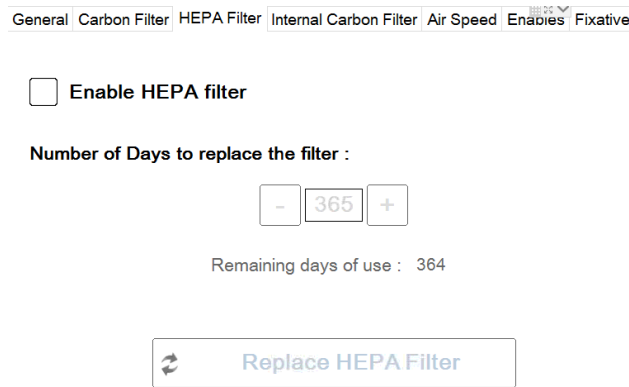 General Carbon Filter HEPA Filter Internal Carbon Filter Air Speed Enables Fixative
Enable HEPA filter
Number of Days to replace the filter :
- 365 +
Remaining days of use : 364
Replace HEPA Filter